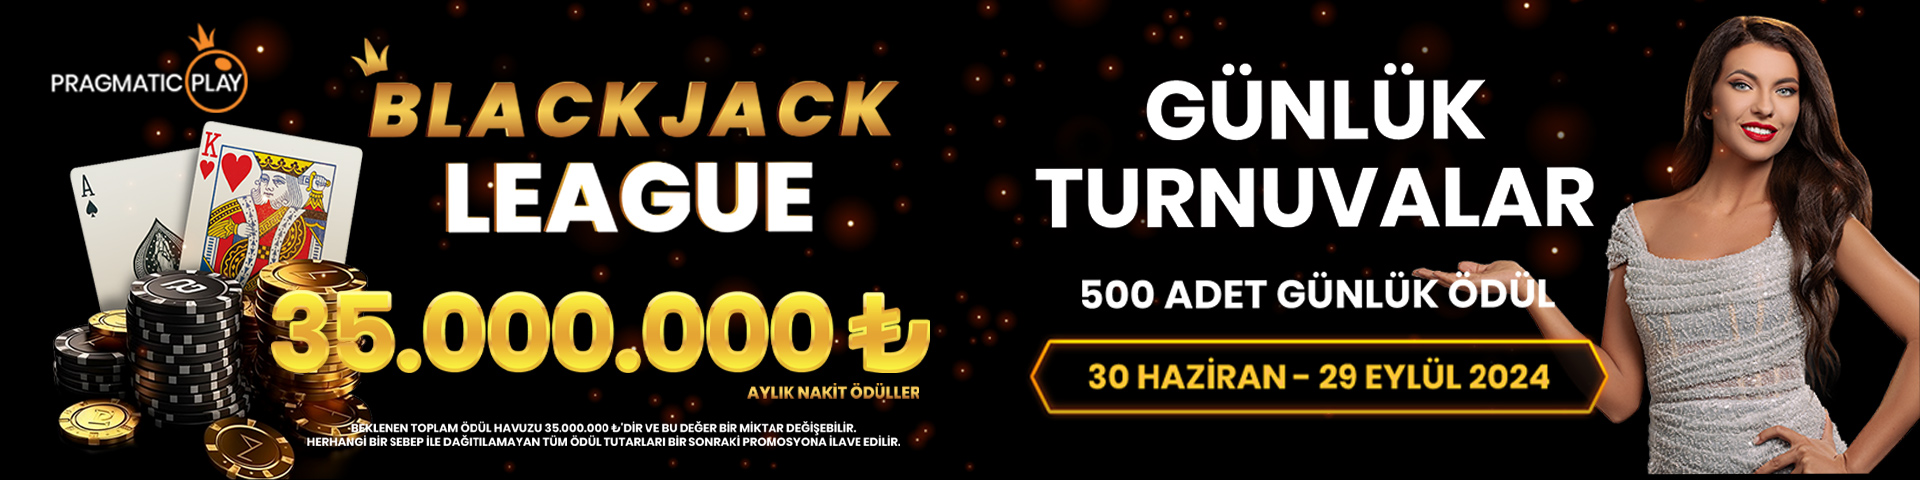 PRAGMATIC PLAY
BLACKJACK
LEAGUE
35.000.000 ₺
AYLIK NAKİT ÖDÜLLER
BEKLENEN TOPLAM ÖDÜL HAVUZU 35.000.000 ₺'DİR VE BU DEĞER BİR MİKTAR DEĞİŞEBİLİR.
HERHANGİ BİR SEBEP İLE DAĞITILAMAYAN TÜM ÖDÜL TUTARLARI BİR SONRAKİ PROMOSYONA İLAVE EDİLİR.
A
K
GÜNLÜK
TURNUVALAR
500 ADET GÜNLÜK ÖDÜL
30 HAZİRAN - 29 EYLÜL 2024